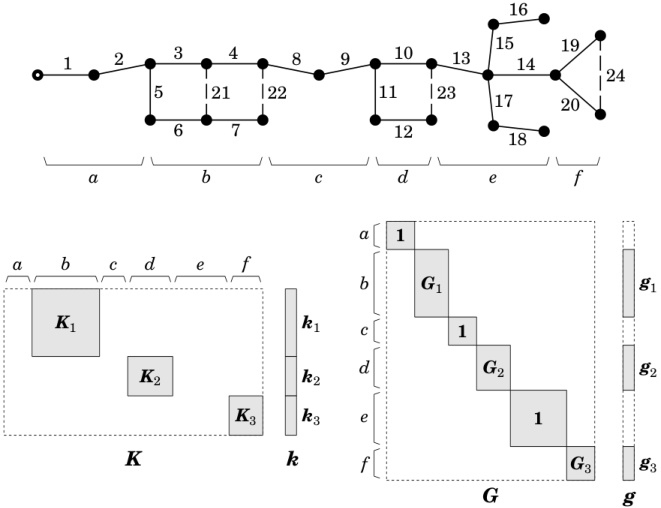 16
1 2 3 4 8 9 10 13 15 14 19
5 21 22 11 23 17 20 24
6 7 12 18
a b c d e f
a b c d e f
K₁ k₁
K₂ k₂
K₃ k₃
K k
a 1
b G₁ g₁
c 1
d G₂ g₂
e 1
f G₃ g₃
G g